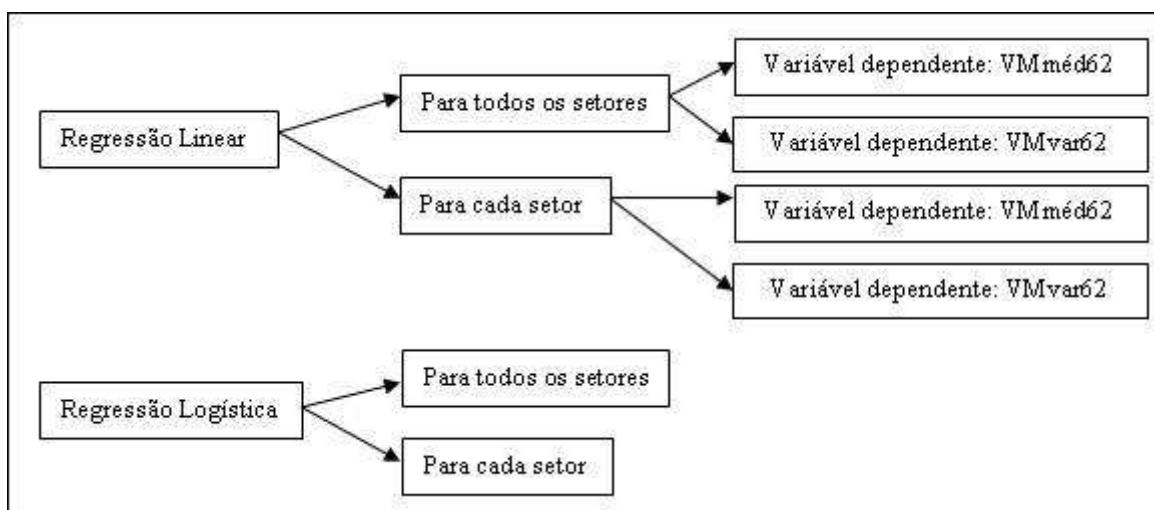 Regressão Linear
Para todos os setores
Variável dependente: VMméd62
Variável dependente: VMvar62
Para cada setor
Variável dependente: VMméd62
Variável dependente: VMvar62
Regressão Logística
Para todos os setores
Para cada setor